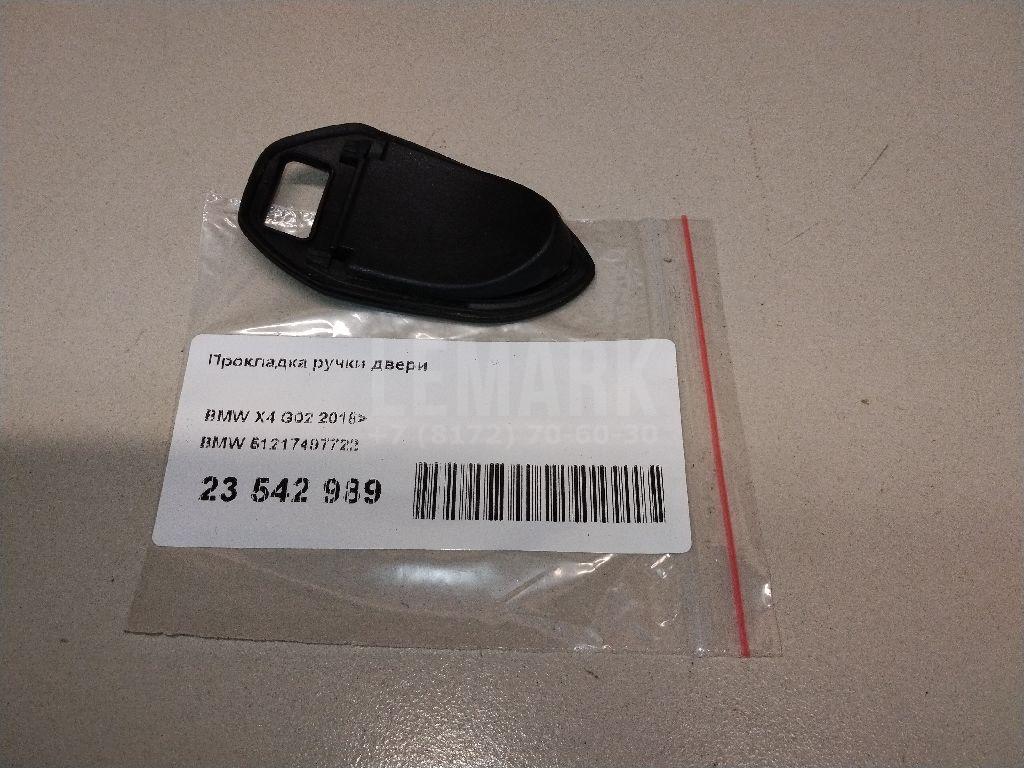 Прокладка ручки двери
BMW X4 G02 2018>
BMW 51217497722
23 542 989
LEMARK
+7 (8172) 70-60-30